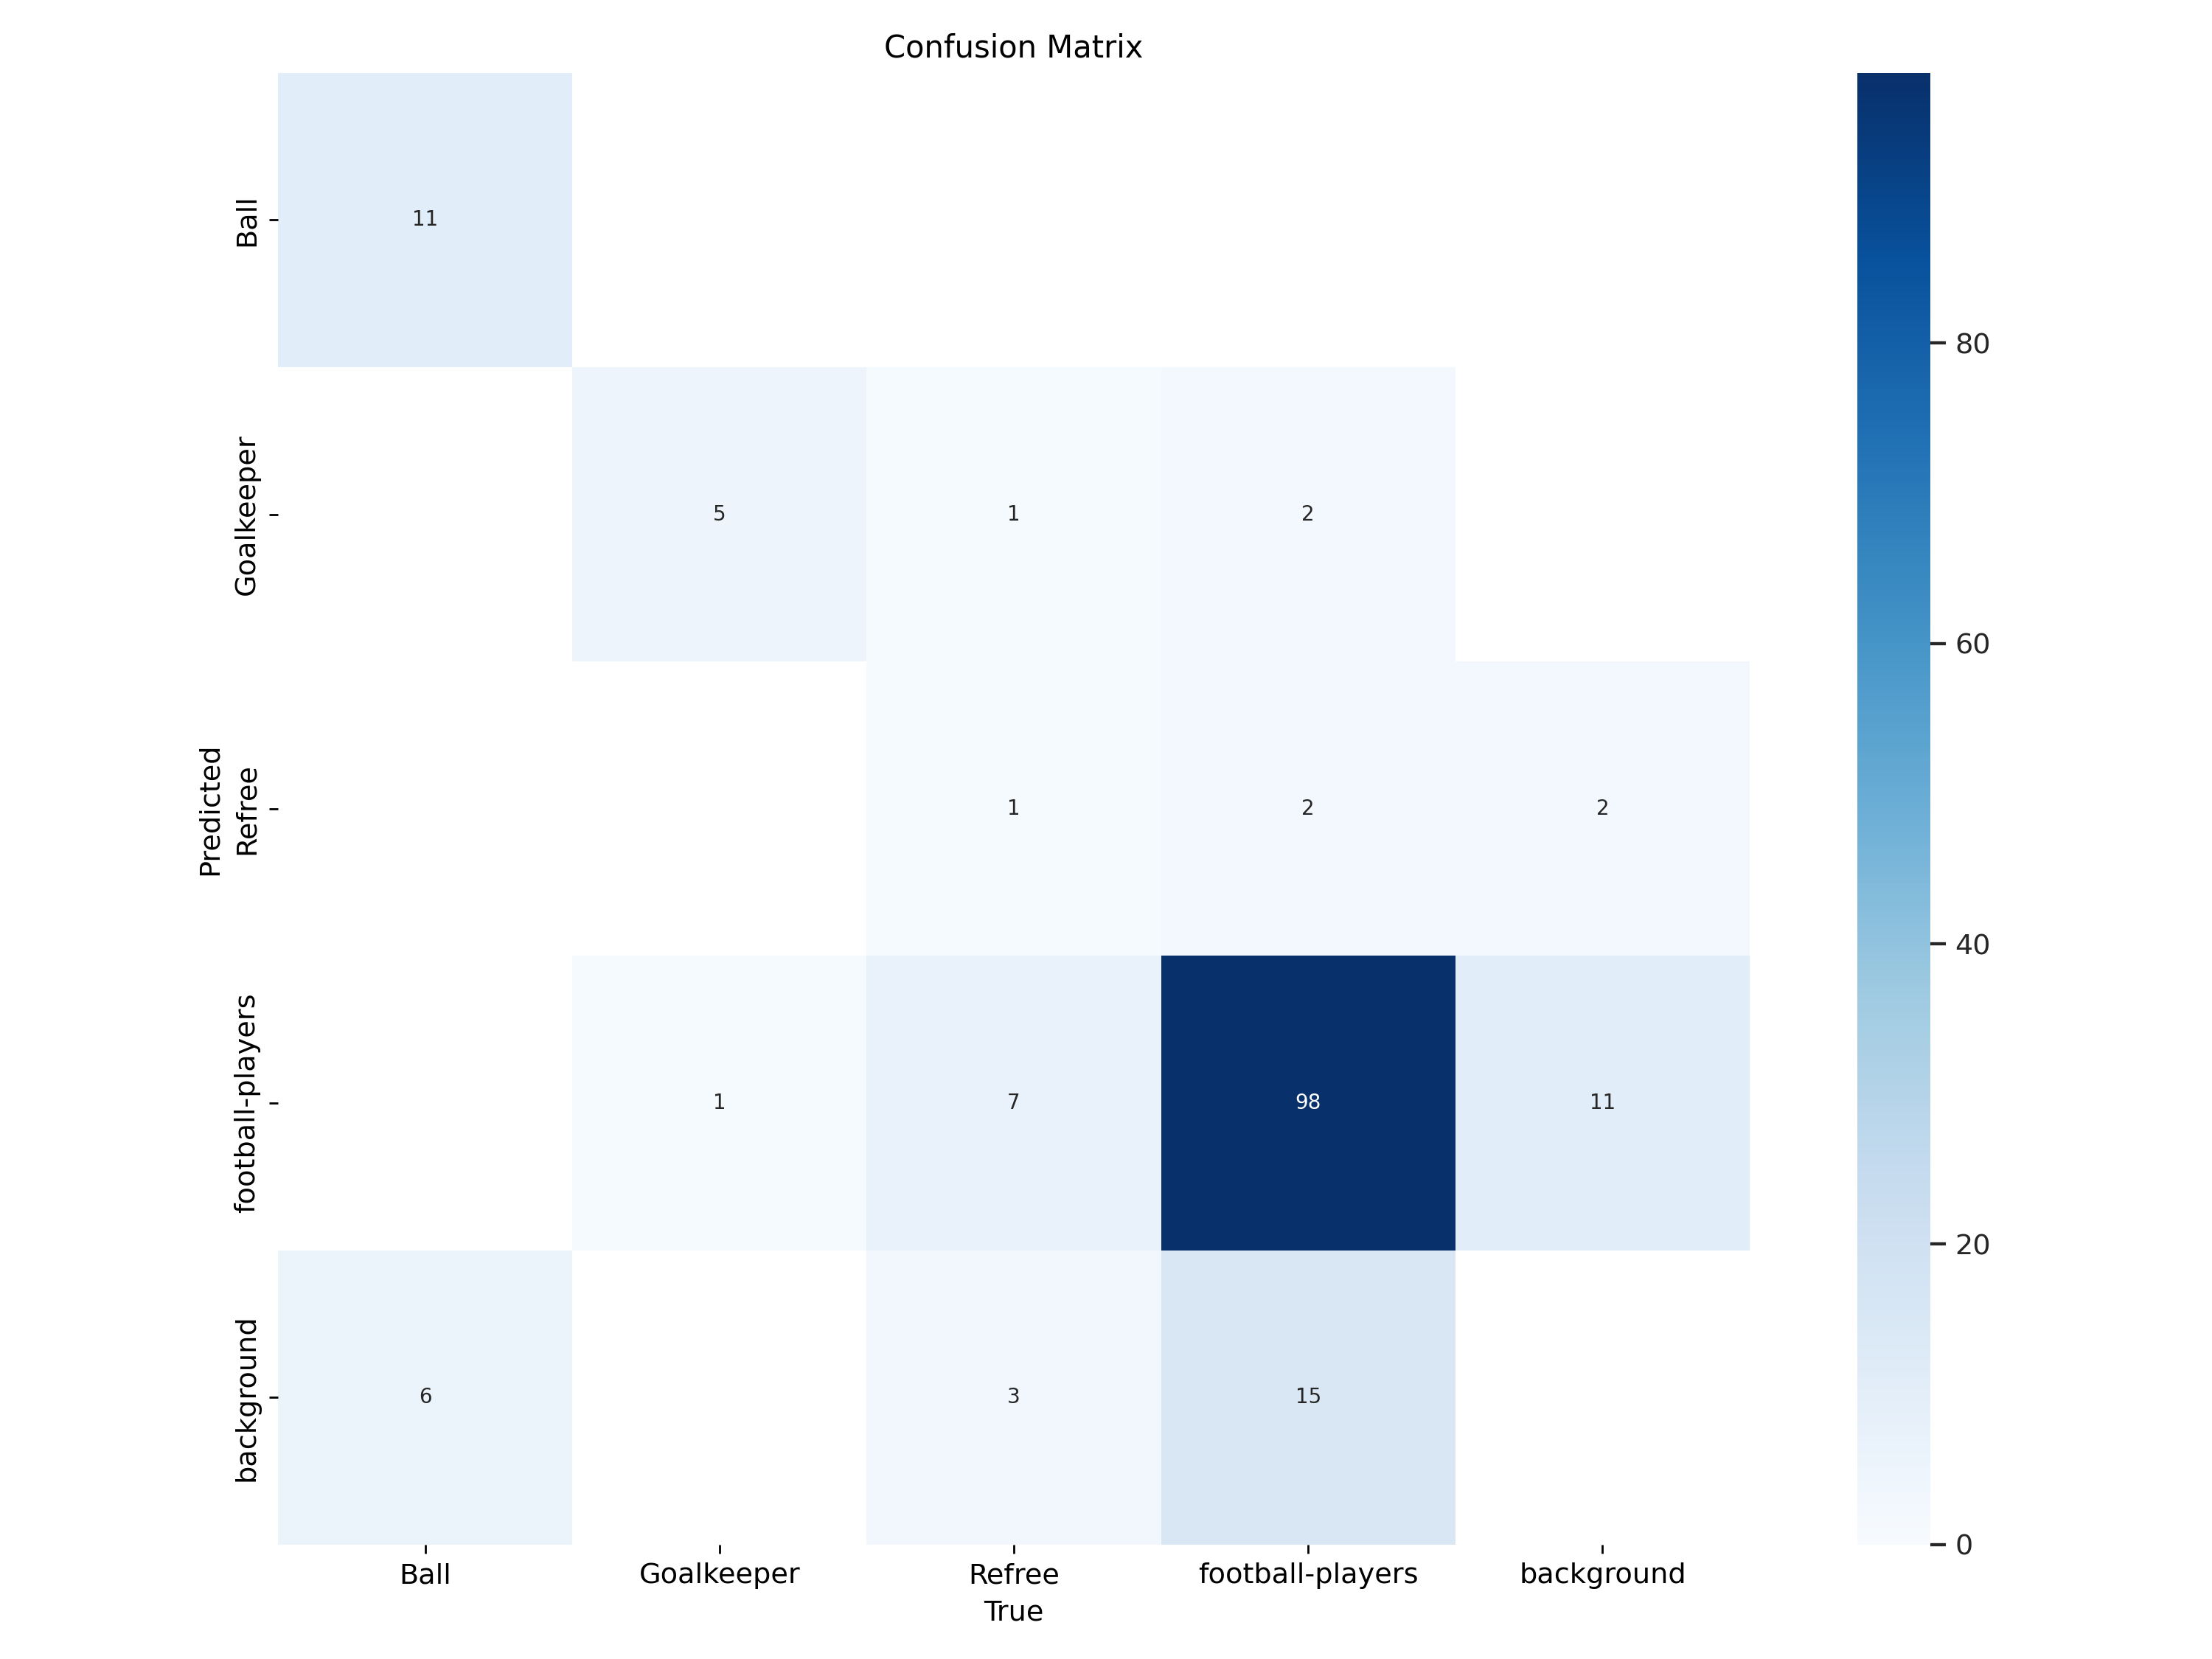 Confusion Matrix
Ball
11
Goalkeeper
5 1 2
Predicted
Refree
1 2 2
football-players
1 7 98 11
background
6 3 15
Ball Goalkeeper Refree football-players background
True
80
60
40
20
0